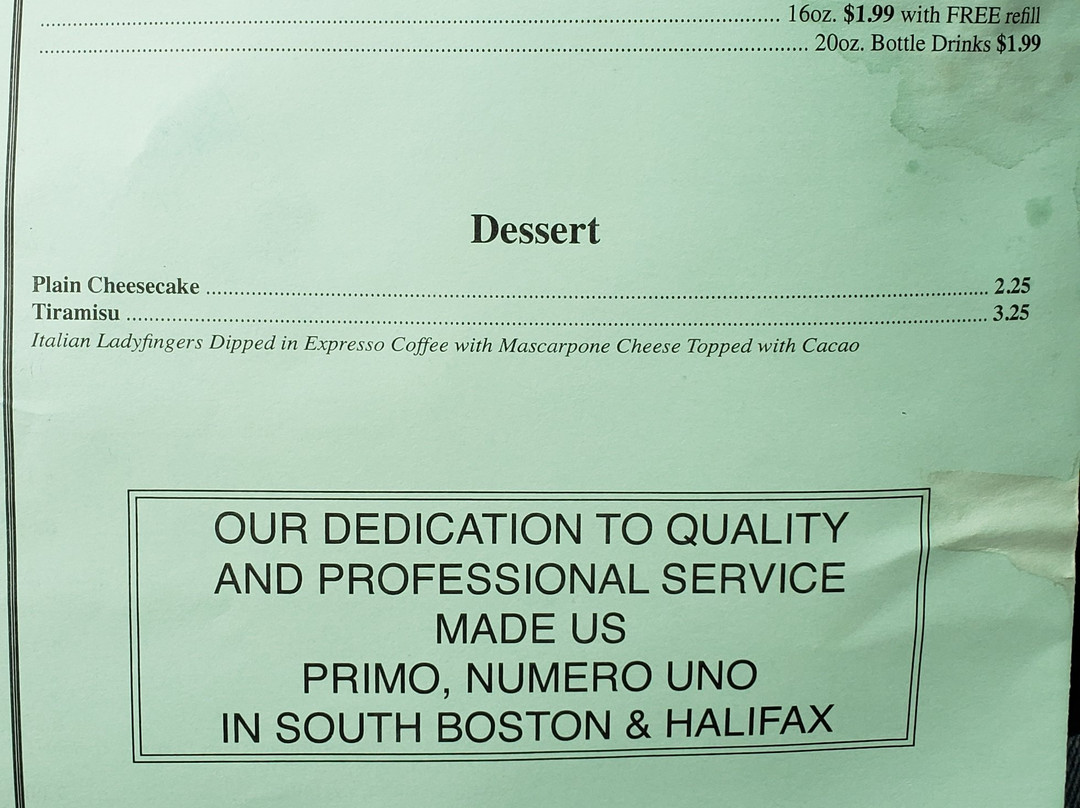 ................................................ 16oz. $1.99 with FREE refill
................................................ 20oz. Bottle Drinks $1.99
Dessert
Plain Cheesecake ................................................ 2.25
Tiramisu ................................................ 3.25
Italian Ladyfingers Dipped in Expresso Coffee with Mascarpone Cheese Topped with Cacao
OUR DEDICATION TO QUALITY
AND PROFESSIONAL SERVICE
MADE US
PRIMO, NUMERO UNO
IN SOUTH BOSTON & HALIFAX